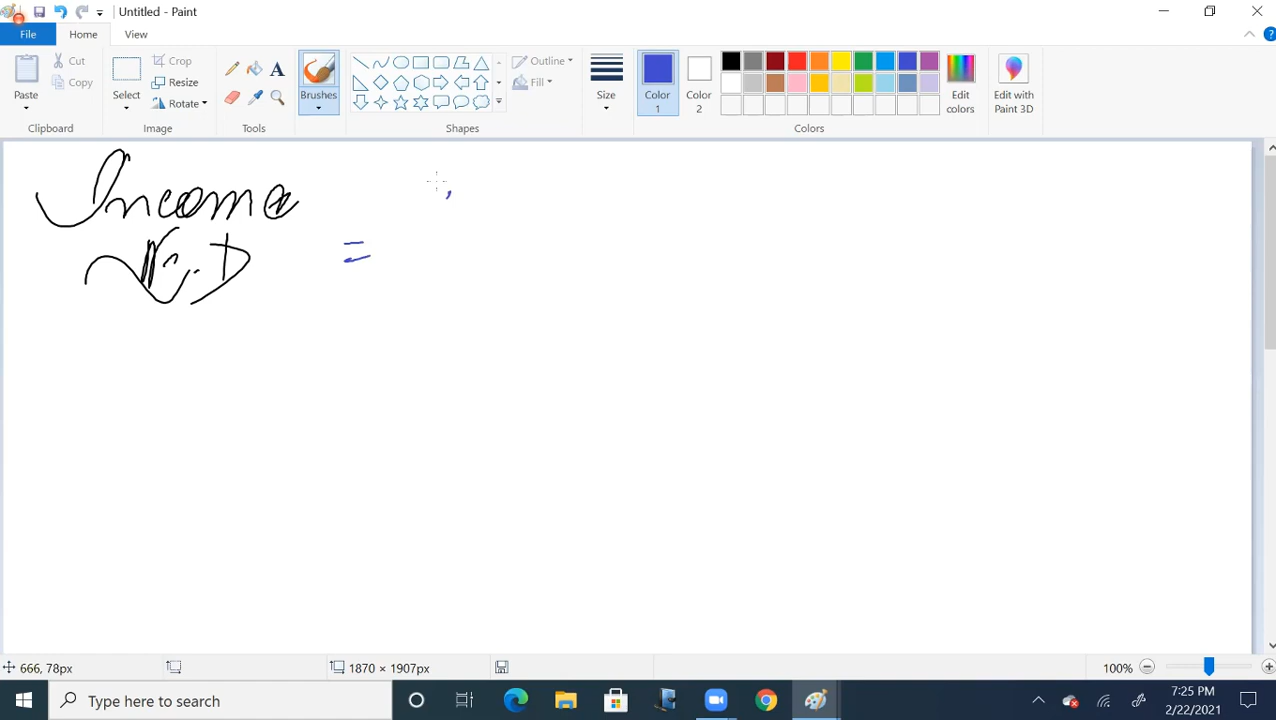 Untitled - Paint
File Home View
Cut
Copy
Paste
Clipboard
Crop
Resize
Rotate
Select
Image
Tools
Brushes
Outline
Fill
Shapes
Size
Color 1
Color 2
Edit colors
Edit with Paint 3D
Colors
Income
=
666, 78px
1870 × 1907px
100%
Type here to search
7:25 PM
2/22/2021